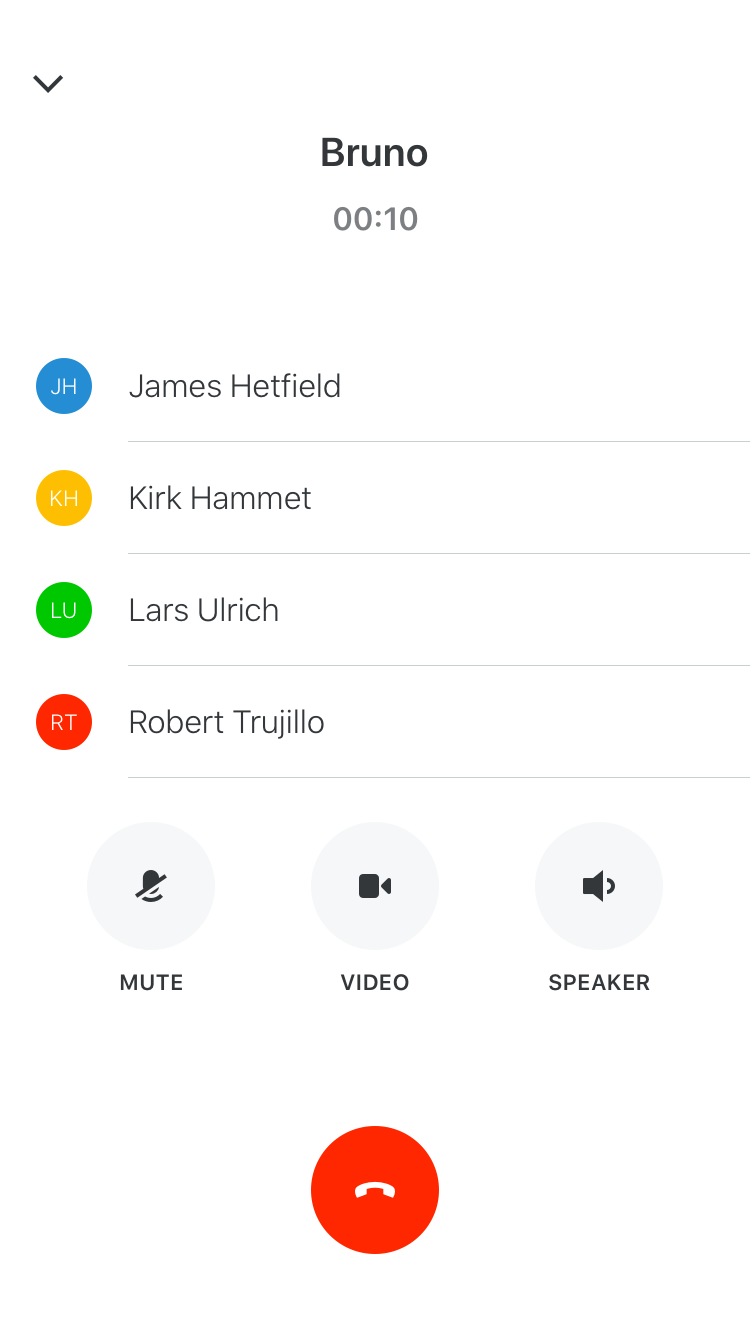 Bruno
00:10
JH James Hetfield
KH Kirk Hammet
LU Lars Ulrich
RT Robert Trujillo
MUTE VIDEO SPEAKER